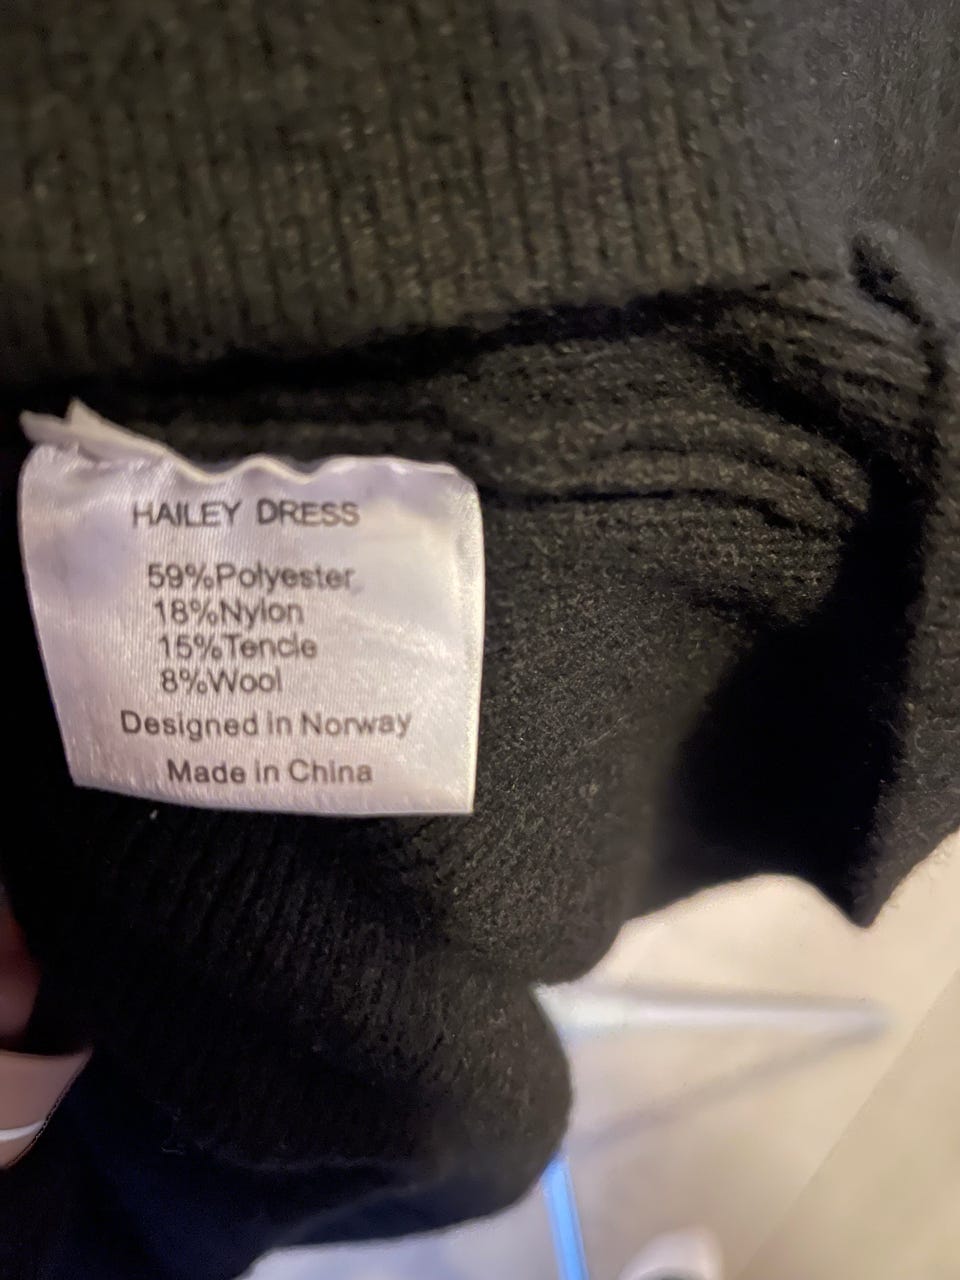 HAILEY DRESS
59%Polyester
18%Nylon
15%Tencle
8%Wool
Designed in Norway
Made in China